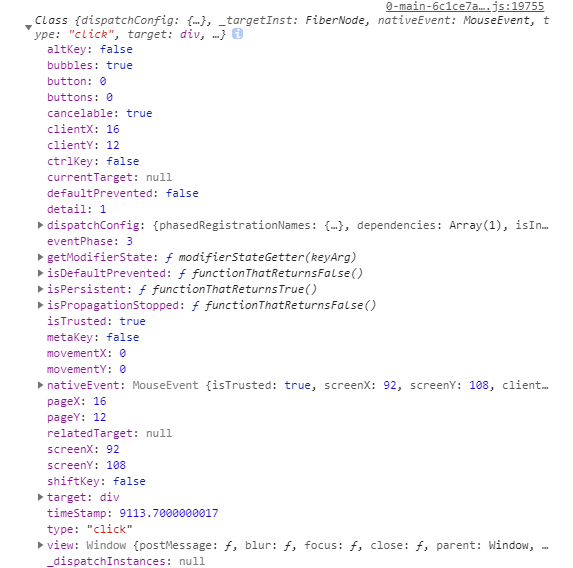 0-main-6c1ce7a….js:19755
Class {dispatchConfig: {…}, _targetInst: FiberNode, nativeEvent: MouseEvent, t
ype: "click", target: div, …} i
altKey: false
bubbles: true
button: 0
buttons: 0
cancelable: true
clientX: 16
clientY: 12
ctrlKey: false
currentTarget: null
defaultPrevented: false
detail: 1
dispatchConfig: {phasedRegistrationNames: {…}, dependencies: Array(1), isIn…
eventPhase: 3
getModifierState: ƒ modifierStateGetter(keyArg)
isDefaultPrevented: ƒ functionThatReturnsFalse()
isPersistent: ƒ functionThatReturnsTrue()
isPropagationStopped: ƒ functionThatReturnsFalse()
isTrusted: true
metaKey: false
movementX: 0
movementY: 0
nativeEvent: MouseEvent {isTrusted: true, screenX: 92, screenY: 108, client…
pageX: 16
pageY: 12
relatedTarget: null
screenX: 92
screenY: 108
shiftKey: false
target: div
timeStamp: 9113.7000000017
type: "click"
view: Window {postMessage: ƒ, blur: ƒ, focus: ƒ, close: ƒ, parent: Window, …
_dispatchInstances: null